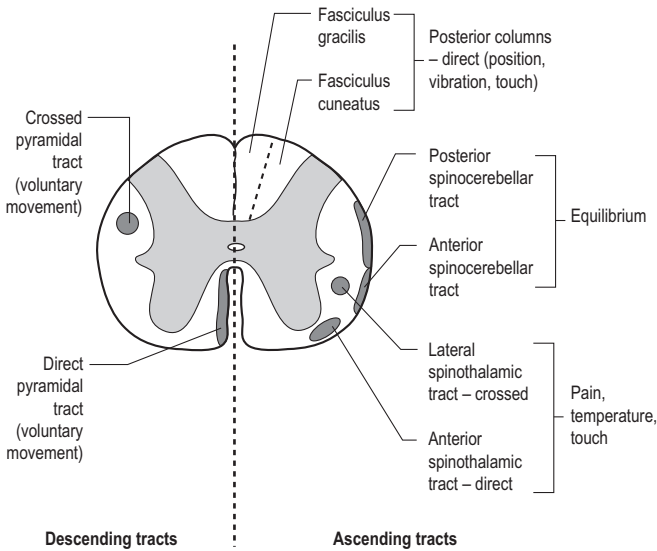 Fasciculus
gracilis
Fasciculus
cuneatus
Posterior columns
– direct (position,
vibration, touch)
Crossed
pyramidal
tract
(voluntary
movement)
Posterior
spinocerebellar
tract
Anterior
spinocerebellar
tract
Equilibrium
Direct
pyramidal
tract
(voluntary
movement)
Lateral
spinothalamic
tract – crossed
Anterior
spinothalamic
tract – direct
Pain,
temperature,
touch
Descending tracts
Ascending tracts